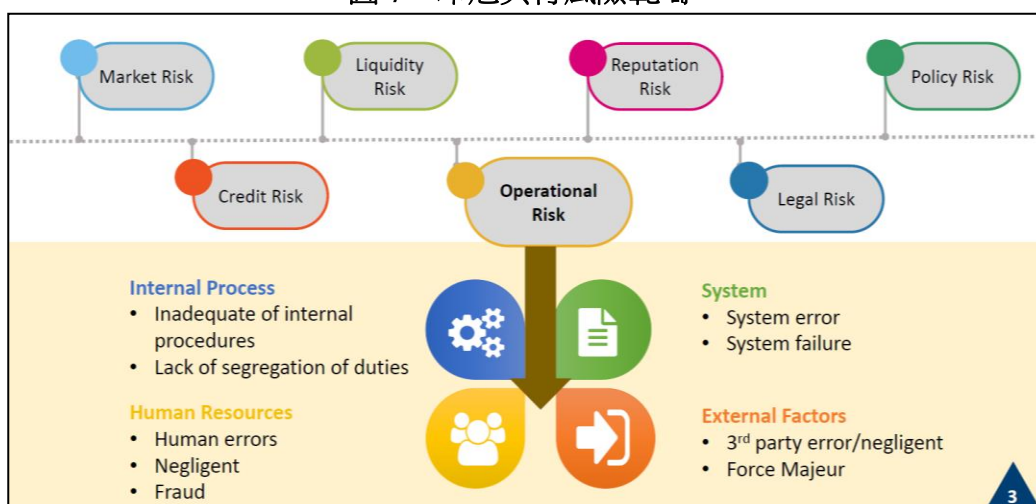 Market Risk
Liquidity
Risk
Reputation
Risk
Policy Risk
Credit Risk
Operational
Risk
Legal Risk
Internal Process
• Inadequate of internal
procedures
• Lack of segregation of duties
Human Resources
• Human errors
• Negligent
• Fraud
System
• System error
• System failure
External Factors
• 3rd party error/negligent
• Force Majeur
3